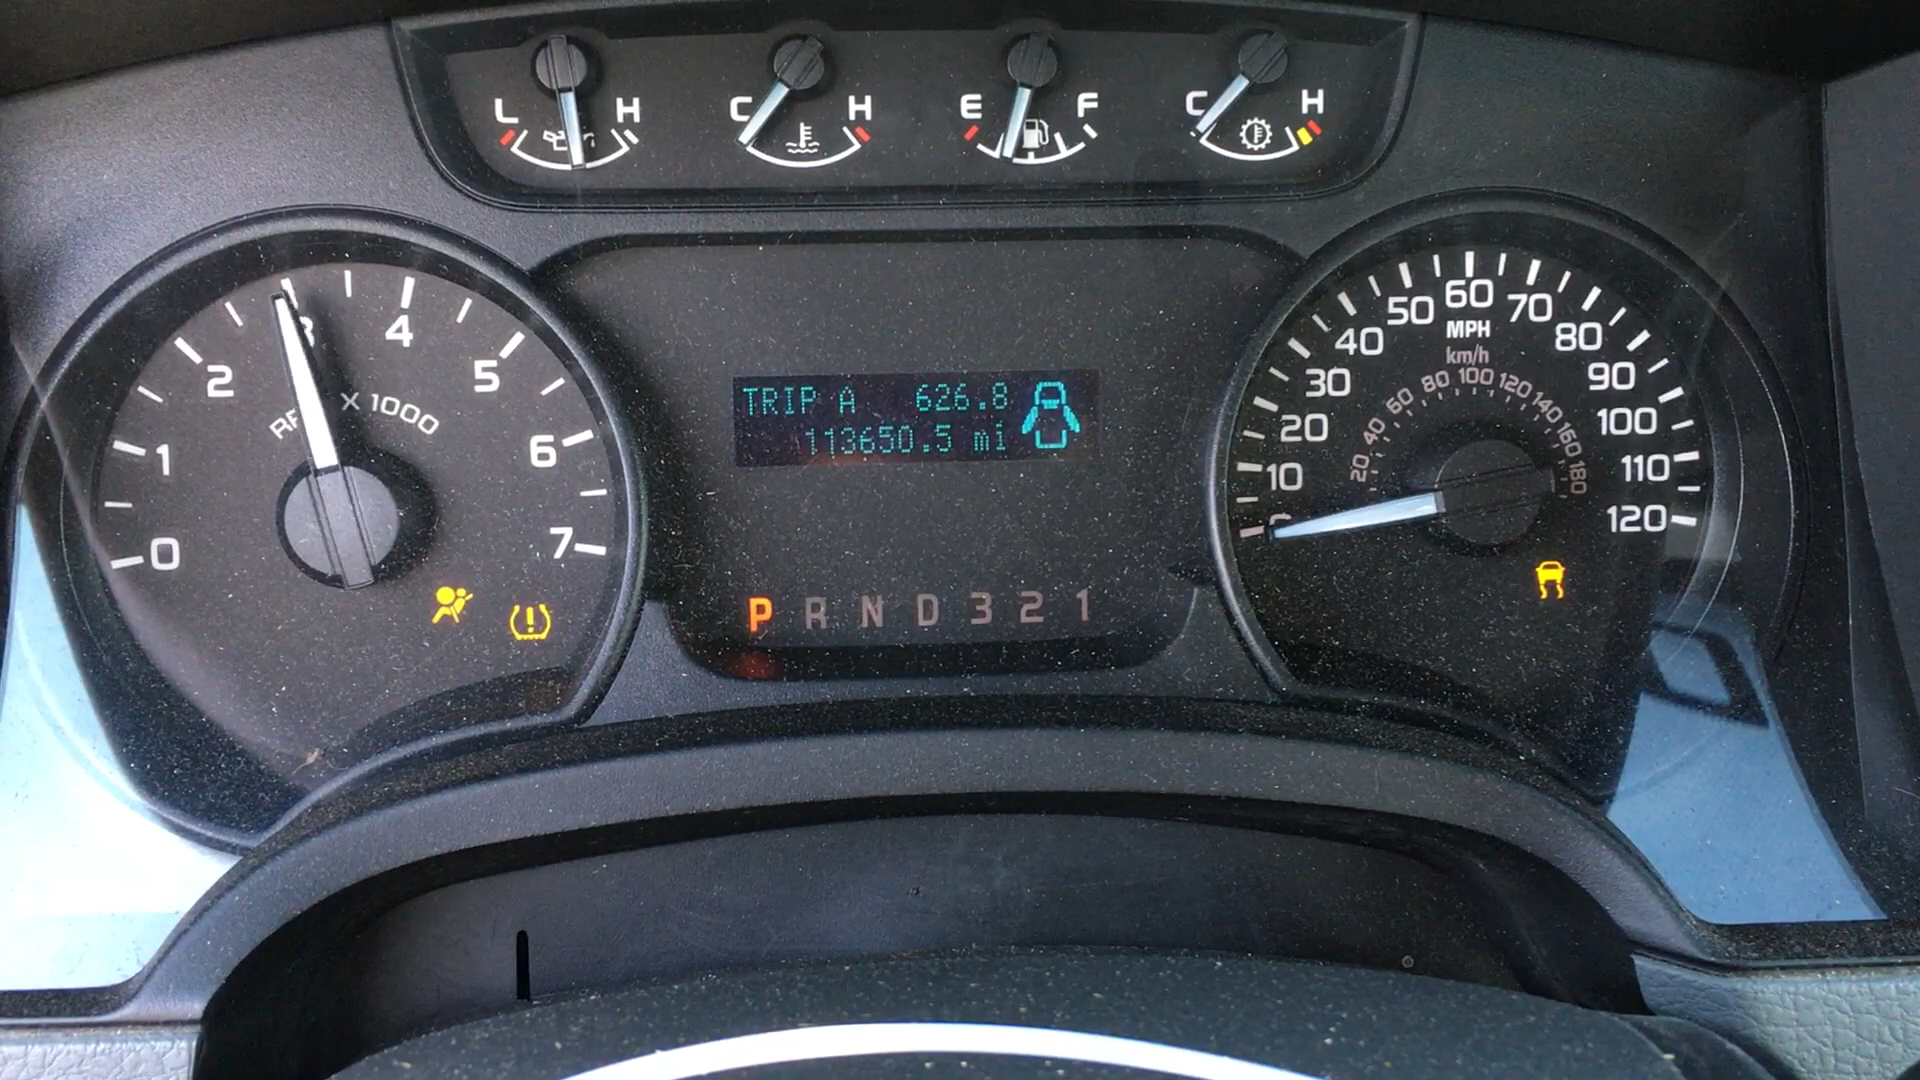 L H
C H
E F
C H
0 1 2 3 4 5 6 7
RP X 1000
TRIP A 626.8
113650.5 mi
P R N D 3 2 1
10 20 30 40 50 60 70 80 90 100 110 120
MPH
km/h
20 40 60 80 100 120 140 160 180